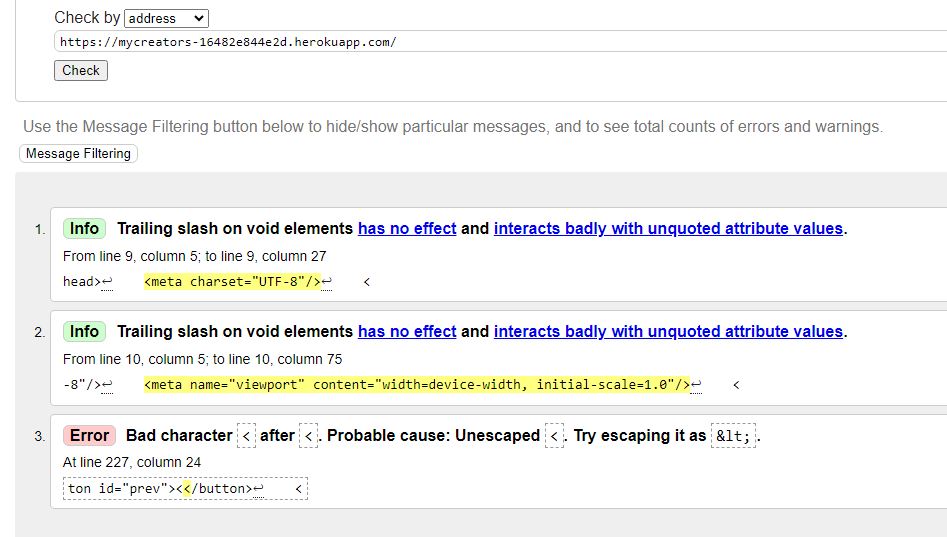 Check by address
https://mycreators-16482e844e2d.herokuapp.com/
Check
Use the Message Filtering button below to hide/show particular messages, and to see total counts of errors and warnings.
Message Filtering
1. Info Trailing slash on void elements has no effect and interacts badly with unquoted attribute values.
From line 9, column 5; to line 9, column 27
head>↩ <meta charset="UTF-8"/>↩ <
2. Info Trailing slash on void elements has no effect and interacts badly with unquoted attribute values.
From line 10, column 5; to line 10, column 75
-8"/>↩ <meta name="viewport" content="width=device-width, initial-scale=1.0"/>↩ <
3. Error Bad character < after <. Probable cause: Unescaped <. Try escaping it as &lt;.
At line 227, column 24
ton id="prev"><</button>↩ <